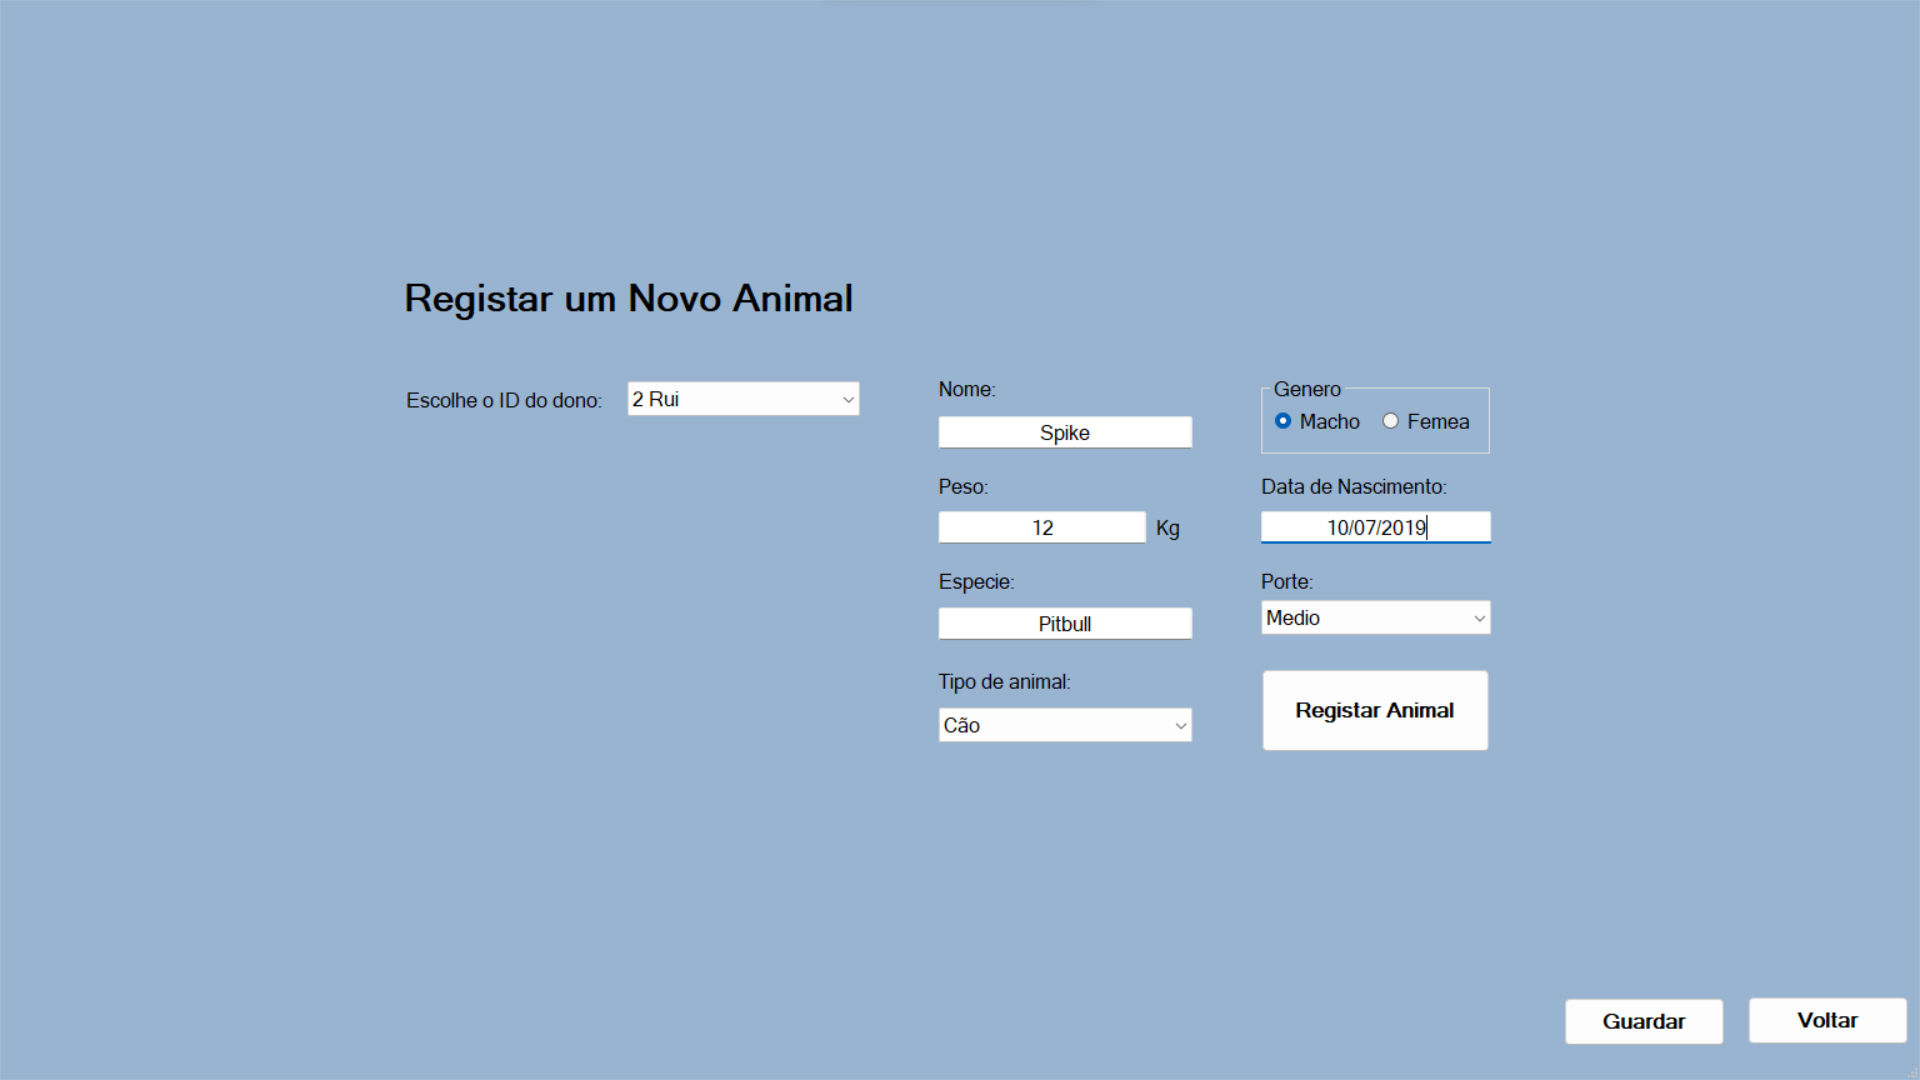 Registar um Novo Animal
Escolhe o ID do dono:
2 Rui
Nome:
Spike
Genero
Macho
Femea
Peso:
12
Kg
Data de Nascimento:
10/07/2019
Especie:
Pitbull
Porte:
Medio
Tipo de animal:
Cão
Registar Animal
Guardar
Voltar